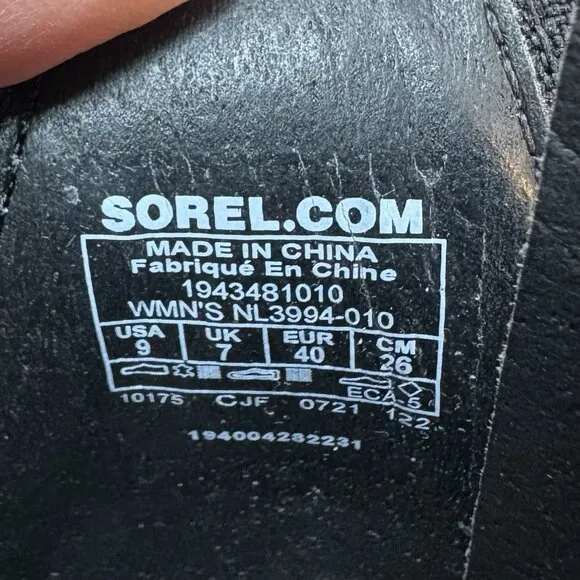 SOREL.COM
MADE IN CHINA
Fabriqué En Chine
1943481010
WMN'S NL3994-010
USA UK EUR CM
9 7 40 26
ECA-5
10175 CJF 0721 122
194004282231